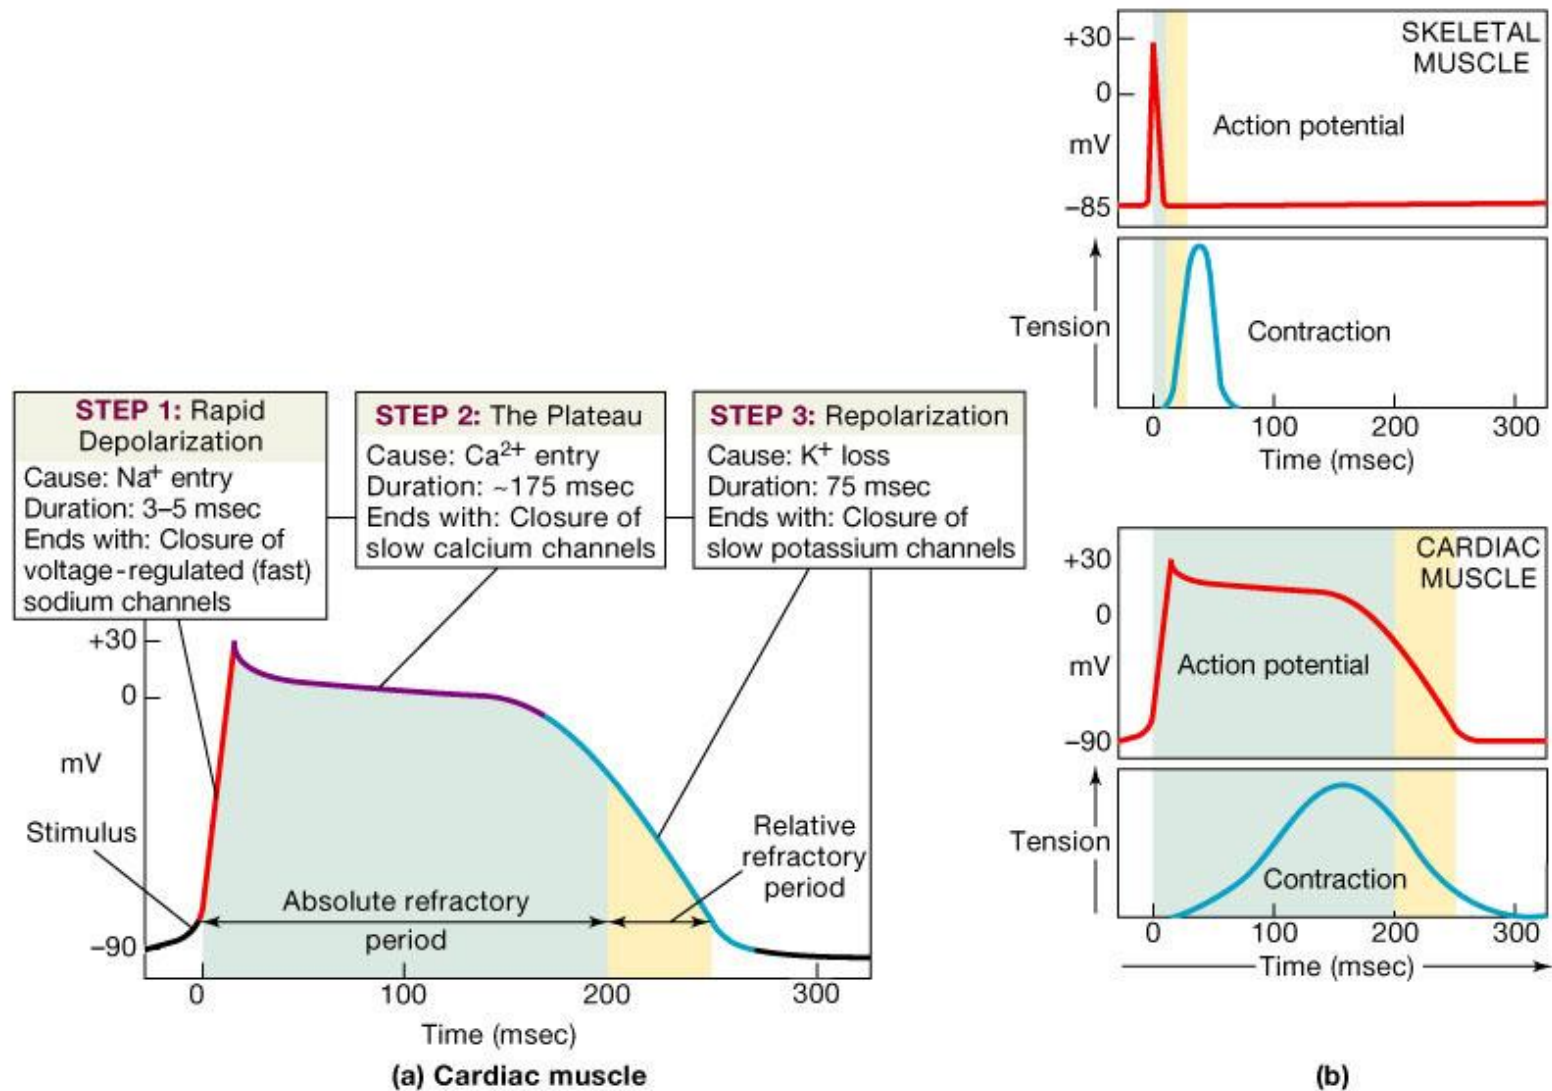 STEP 1: Rapid
Depolarization
Cause: Na⁺ entry
Duration: 3–5 msec
Ends with: Closure of
voltage-regulated (fast)
sodium channels
STEP 2: The Plateau
Cause: Ca²⁺ entry
Duration: ~175 msec
Ends with: Closure of
slow calcium channels
STEP 3: Repolarization
Cause: K⁺ loss
Duration: 75 msec
Ends with: Closure of
slow potassium channels
+30
0
mV
Stimulus
−90
Absolute refractory
period
Relative
refractory
period
0
100
200
300
Time (msec)
(a) Cardiac muscle
SKELETAL
MUSCLE
+30
0
mV
−85
Action potential
Tension
Contraction
0
100
200
300
Time (msec)
CARDIAC
MUSCLE
+30
0
mV
−90
Action potential
Tension
Contraction
0
100
200
300
Time (msec)
(b)